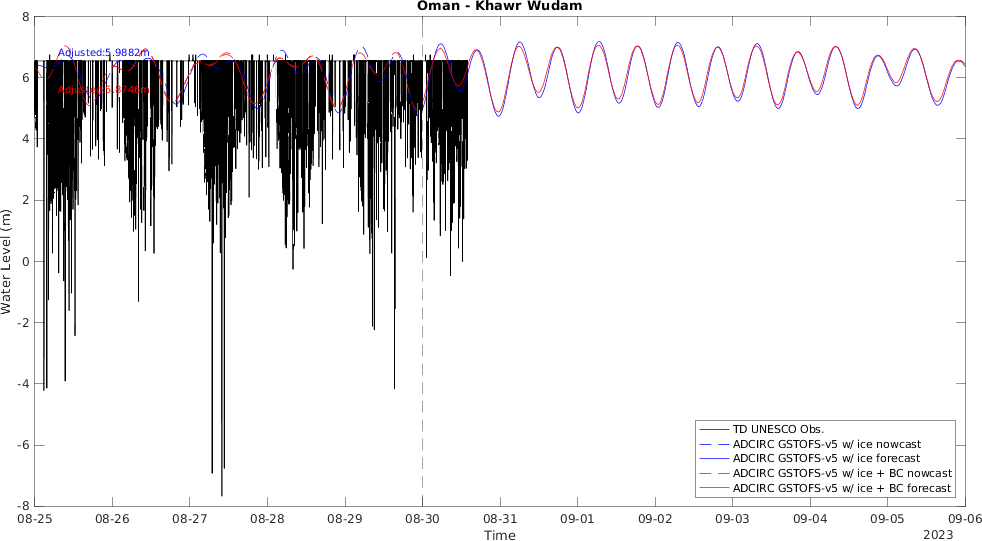 Oman - Khawr Wudam
Water Level (m)
8
6
4
2
0
-2
-4
-6
-8
Adjusted:5.9882m
Adjusted:5.8746m
TD UNESCO Obs.
ADCIRC GSTOFS-v5 w/ ice nowcast
ADCIRC GSTOFS-v5 w/ ice forecast
ADCIRC GSTOFS-v5 w/ ice + BC nowcast
ADCIRC GSTOFS-v5 w/ ice + BC forecast
08-25 08-26 08-27 08-28 08-29 08-30 08-31 09-01 09-02 09-03 09-04 09-05 09-06
Time
2023